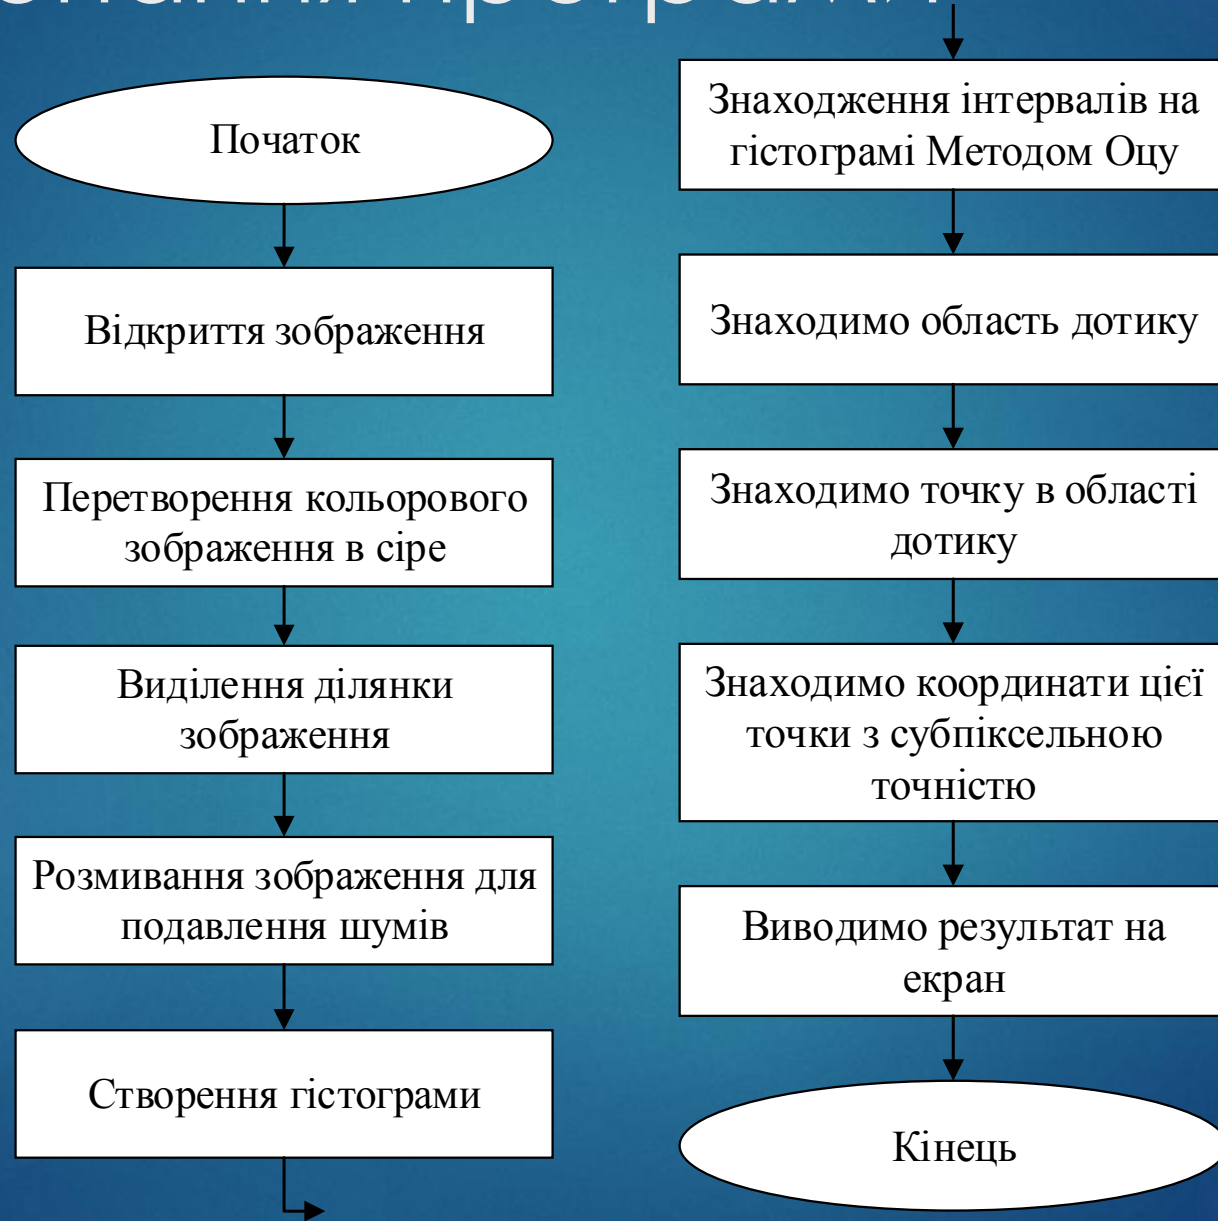 програми
Початок
Відкриття зображення
Перетворення кольорового
зображення в сіре
Виділення ділянки
зображення
Розмивання зображення для
подавлення шумів
Створення гістограми
Знаходження інтервалів на
гістограмі Методом Оцу
Знаходимо область дотику
Знаходимо точку в області
дотику
Знаходимо координати цієї
точки з субпіксельною
точністю
Виводимо результат на
екран
Кінець